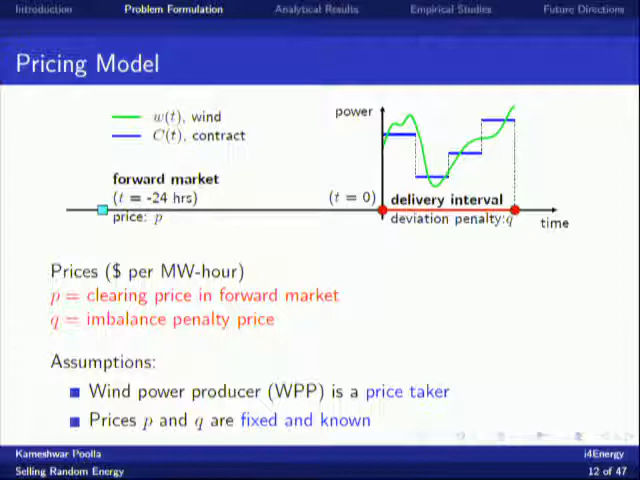 Introduction Problem Formulation Analytical Results Empirical Studies Future Directions
Pricing Model
w(t), wind
C(t), contract
power
forward market
(t = -24 hrs)
price: p
(t = 0)
delivery interval
deviation penalty:q
time
Prices ($ per MW-hour)
p = clearing price in forward market
q = imbalance penalty price
Assumptions:
Wind power producer (WPP) is a price taker
Prices p and q are fixed and known
Kameshwar Poolla i4Energy
Selling Random Energy 12 of 47